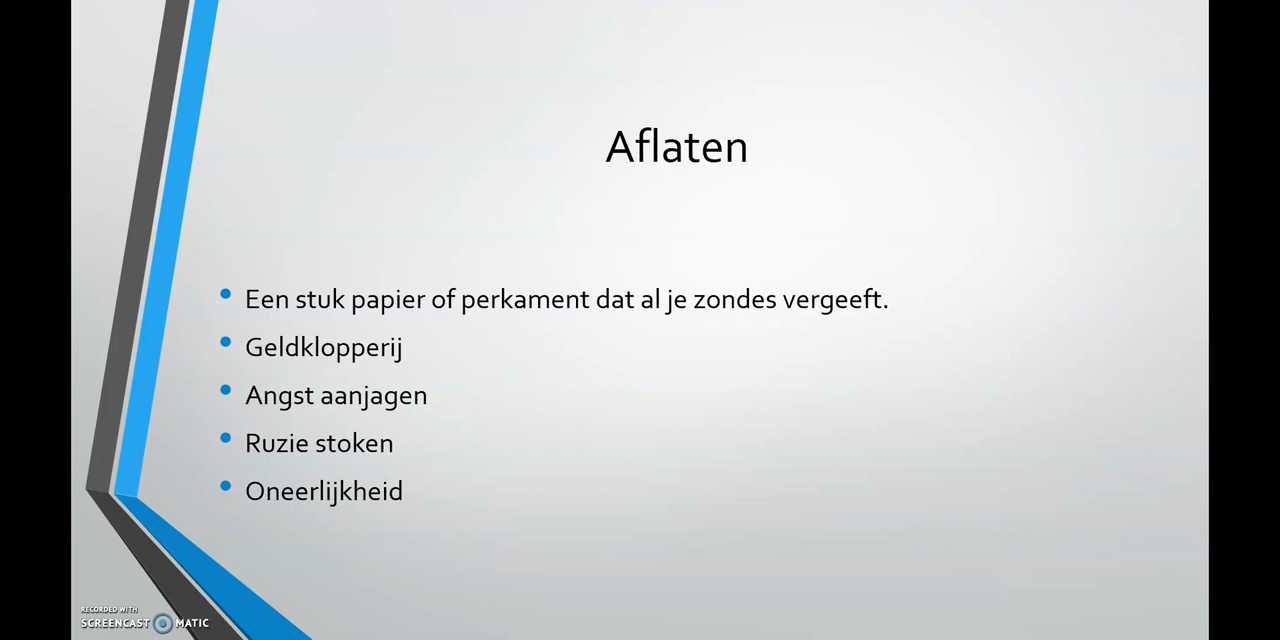 Aflaten
Een stuk papier of perkament dat al je zondes vergeeft.
Geldklopperij
Angst aanjagen
Ruzie stoken
Oneerlijkheid
RECORDED WITH
SCREENCAST MATIC